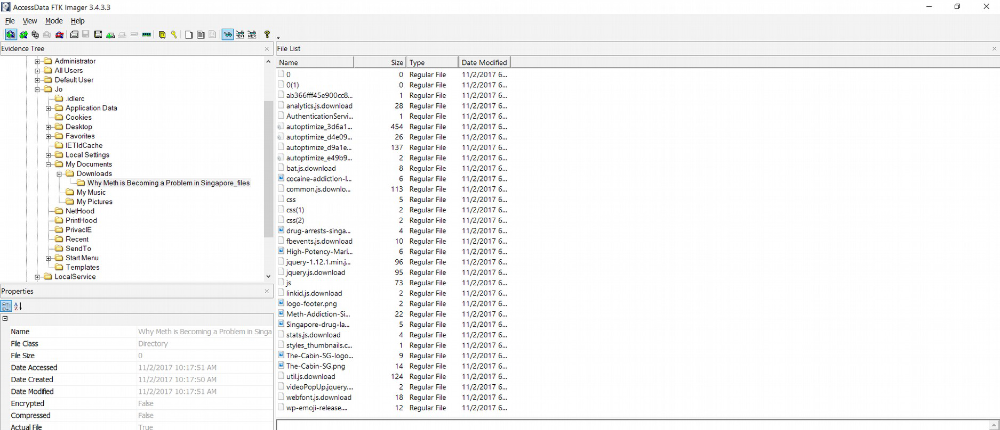 AccessData FTK Imager 3.4.3.3
File View Mode Help
Evidence Tree
Administrator
All Users
Default User
Jo
.idlerc
Application Data
Cookies
Desktop
Favorites
IETldCache
Local Settings
My Documents
Downloads
Why Meth is Becoming a Problem in Singapore_files
My Music
My Pictures
NetHood
PrintHood
PrivacIE
Recent
SendTo
Start Menu
Templates
LocalService
Properties
Name Why Meth is Becoming a Problem in Singa
File Class Directory
File Size 0
Date Accessed 11/2/2017 10:17:51 AM
Date Created 11/2/2017 10:17:50 AM
Date Modified 11/2/2017 10:17:51 AM
Encrypted False
Compressed False
Actual File True
File List
Name Size Type Date Modified
0 0 Regular File 11/2/2017 6...
0(1) 0 Regular File 11/2/2017 6...
ab366fff45e900cc8... 1 Regular File 11/2/2017 6...
analytics.js.download 28 Regular File 11/2/2017 6...
AuthenticationServi... 1 Regular File 11/2/2017 6...
autoptimize_3d6a1... 454 Regular File 11/2/2017 6...
autoptimize_d4e09... 26 Regular File 11/2/2017 6...
autoptimize_d9a1e... 137 Regular File 11/2/2017 6...
autoptimize_e49b9... 2 Regular File 11/2/2017 6...
bat.js.download 8 Regular File 11/2/2017 6...
cocaine-addiction-l... 6 Regular File 11/2/2017 6...
common.js.downlo... 113 Regular File 11/2/2017 6...
css 5 Regular File 11/2/2017 6...
css(1) 2 Regular File 11/2/2017 6...
css(2) 2 Regular File 11/2/2017 6...
drug-arrests-singa... 4 Regular File 11/2/2017 6...
fbevents.js.download 10 Regular File 11/2/2017 6...
High-Potency-Mari... 6 Regular File 11/2/2017 6...
jquery-1.12.1.min.j... 96 Regular File 11/2/2017 6...
jquery.js.download 95 Regular File 11/2/2017 6...
js 73 Regular File 11/2/2017 6...
linkid.js.download 2 Regular File 11/2/2017 6...
logo-footer.png 2 Regular File 11/2/2017 6...
Meth-Addiction-Si... 22 Regular File 11/2/2017 6...
Singapore-drug-la... 5 Regular File 11/2/2017 6...
stats.js.download 4 Regular File 11/2/2017 6...
styles_thumbnails.c... 1 Regular File 11/2/2017 6...
The-Cabin-SG-logo... 9 Regular File 11/2/2017 6...
The-Cabin-SG.png 14 Regular File 11/2/2017 6...
util.js.download 124 Regular File 11/2/2017 6...
videoPopUp.jquery.... 2 Regular File 11/2/2017 6...
webfont.js.download 18 Regular File 11/2/2017 6...
wp-emoji-release.... 12 Regular File 11/2/2017 6...